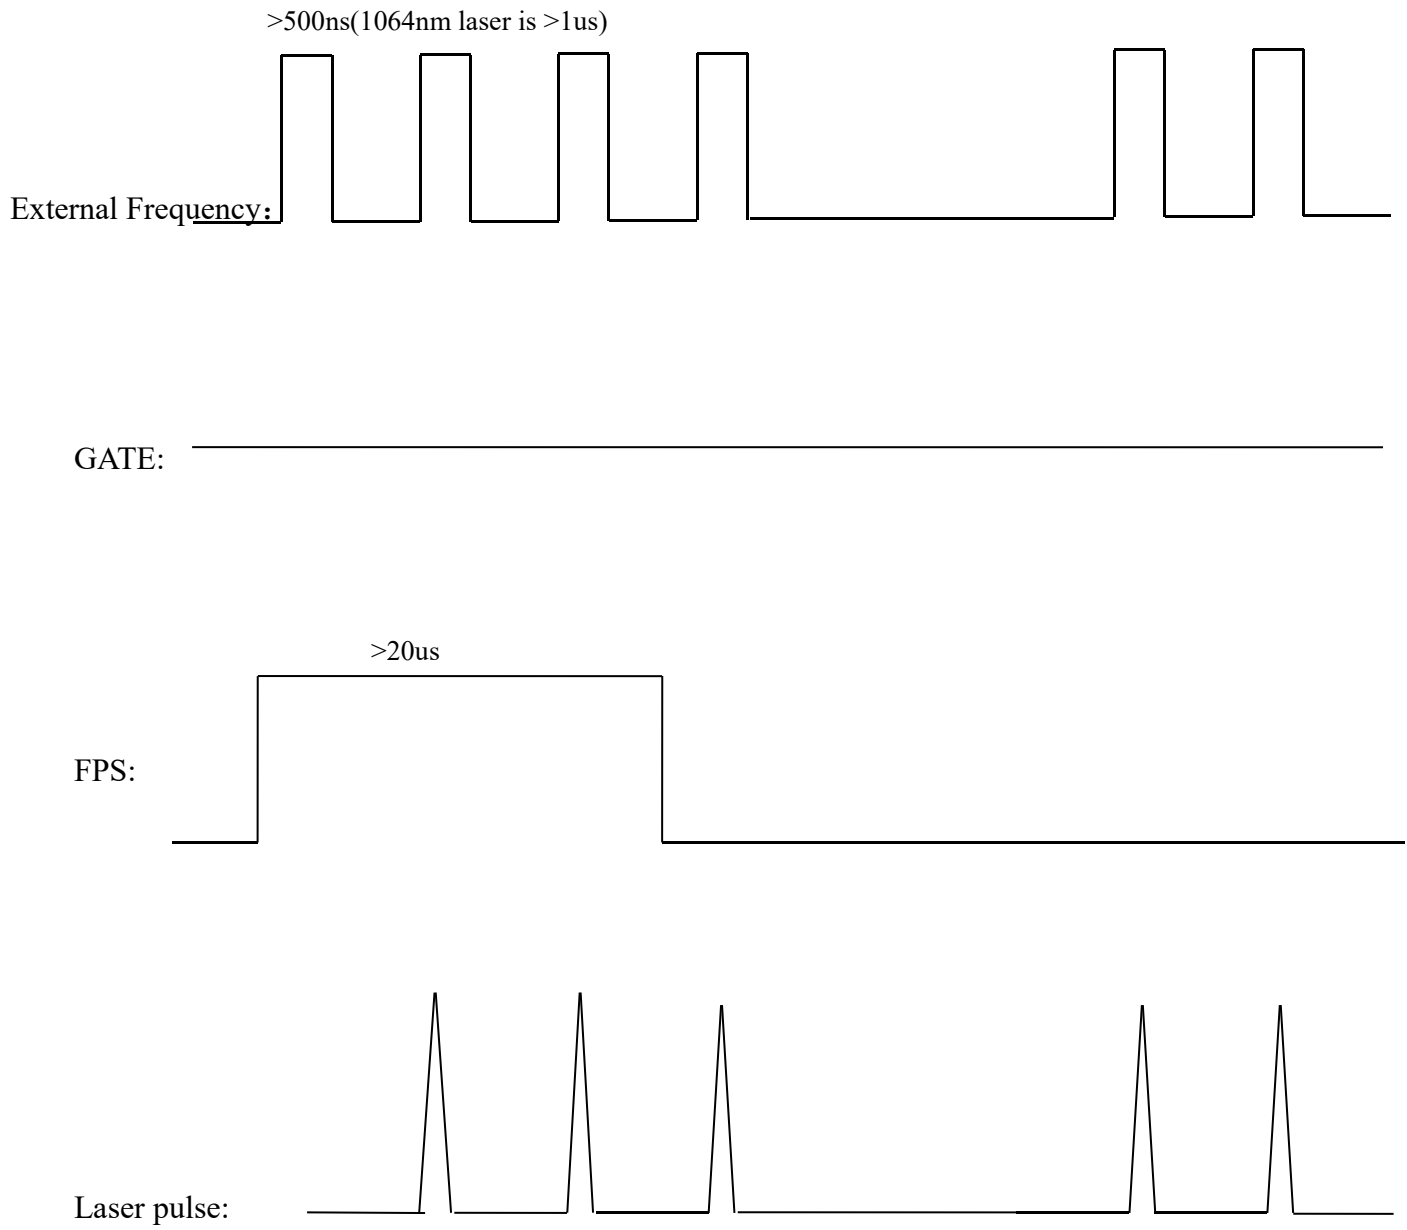 >500ns(1064nm laser is >1us)
External Frequency：
GATE:
>20us
FPS:
Laser pulse: